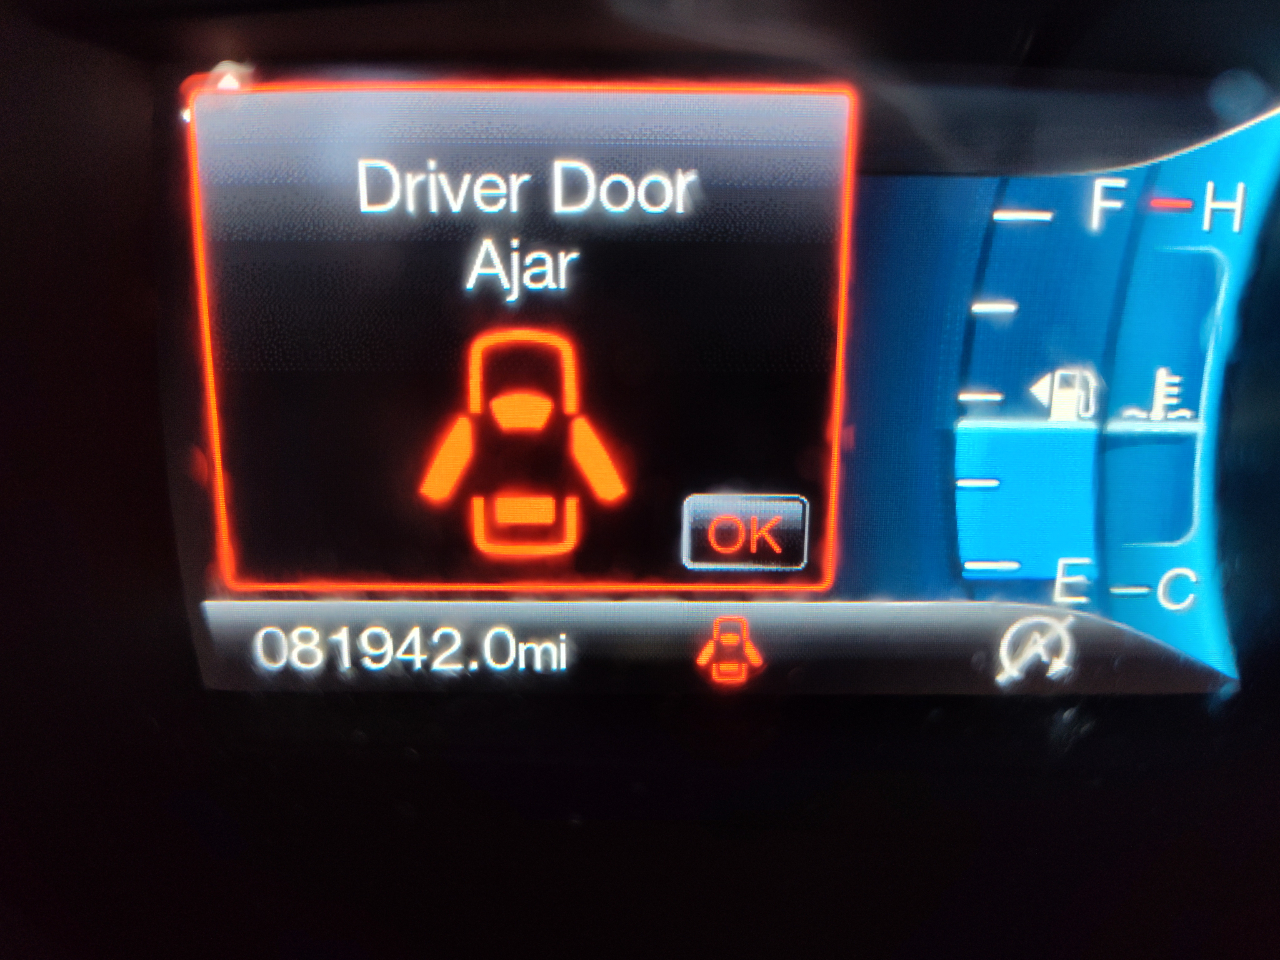 Driver Door
Ajar
OK
081942.0mi
F
H
E
C
A